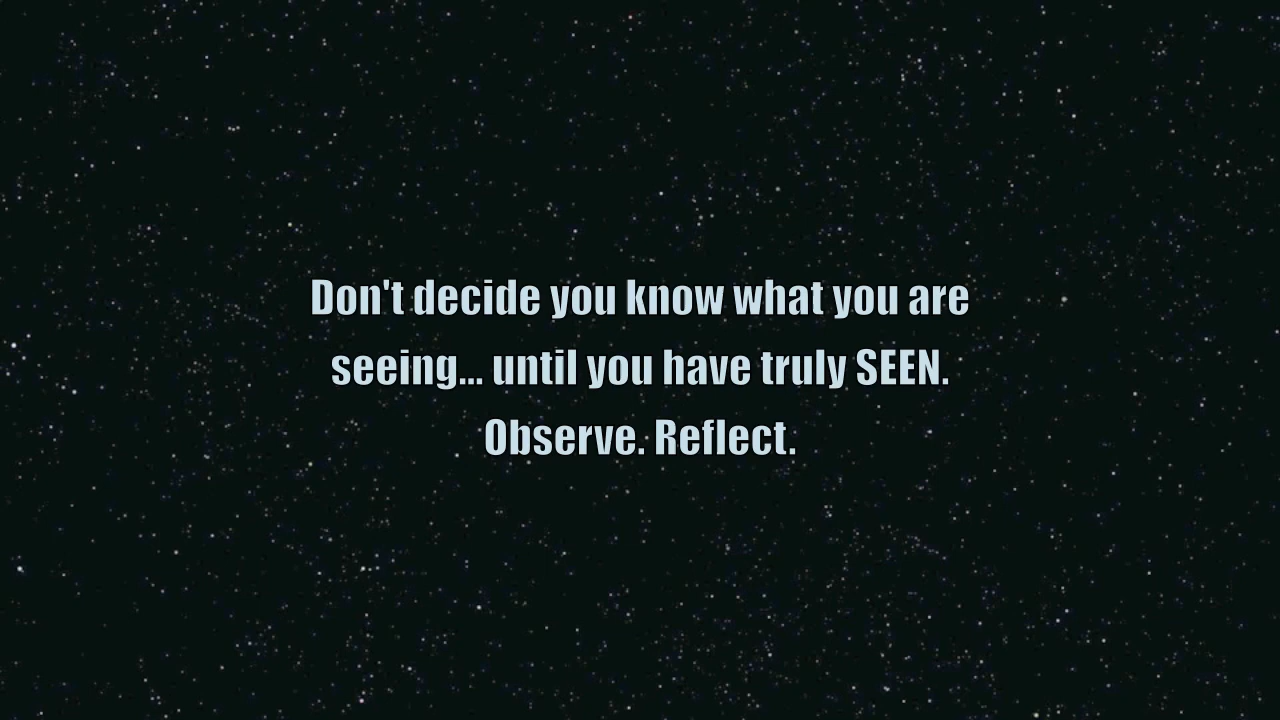 Don't decide you know what you are
seeing... until you have truly SEEN.
Observe. Reflect.